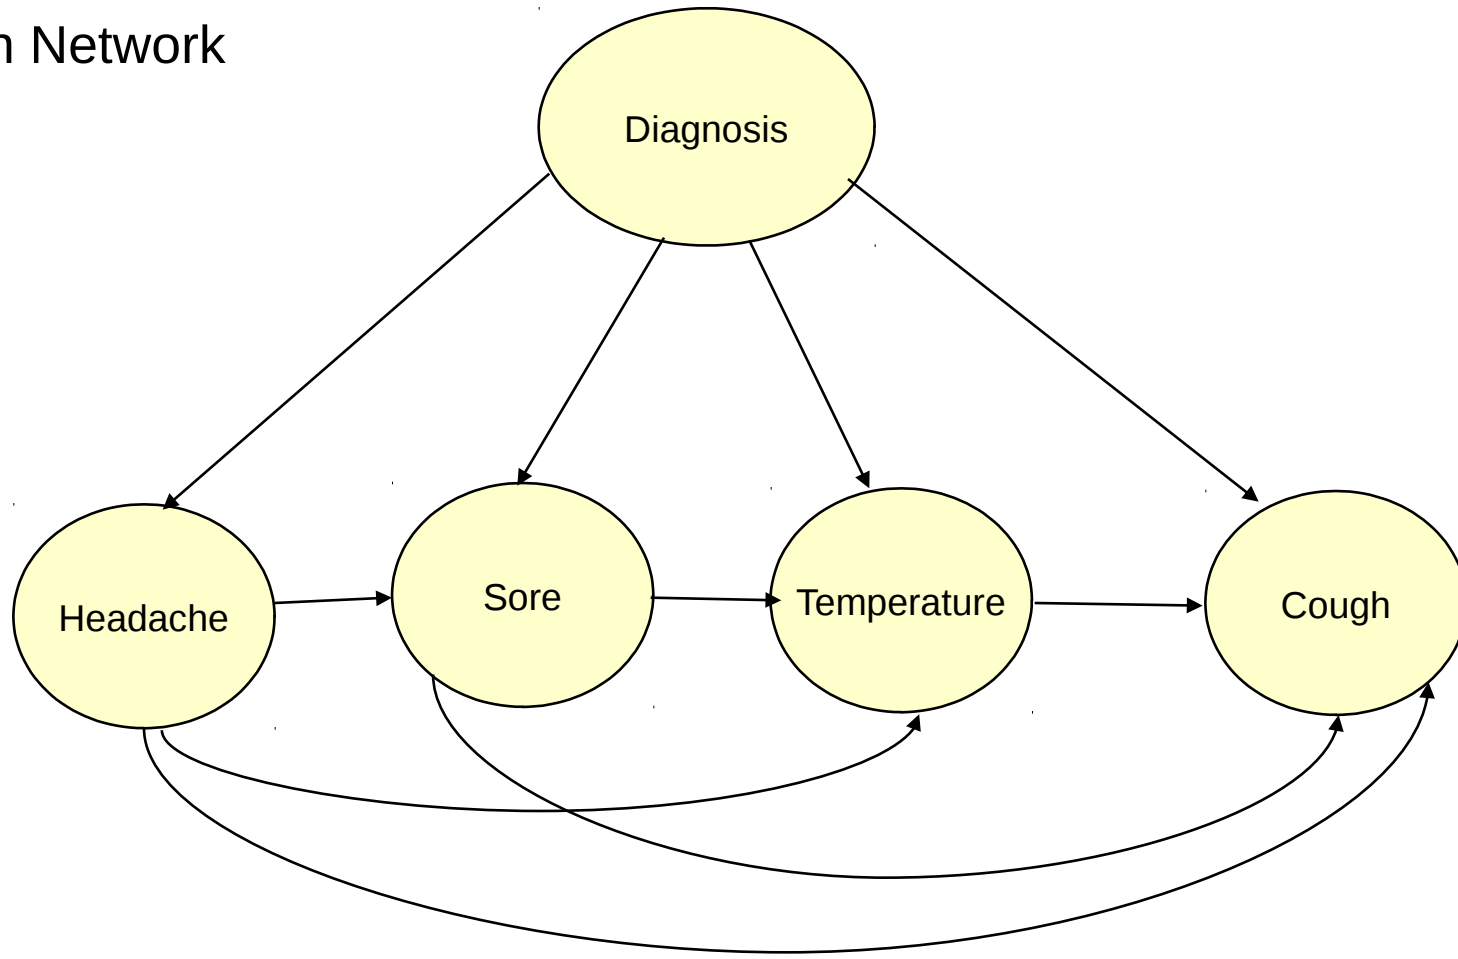 n Network
Diagnosis
Headache
Sore
Temperature
Cough